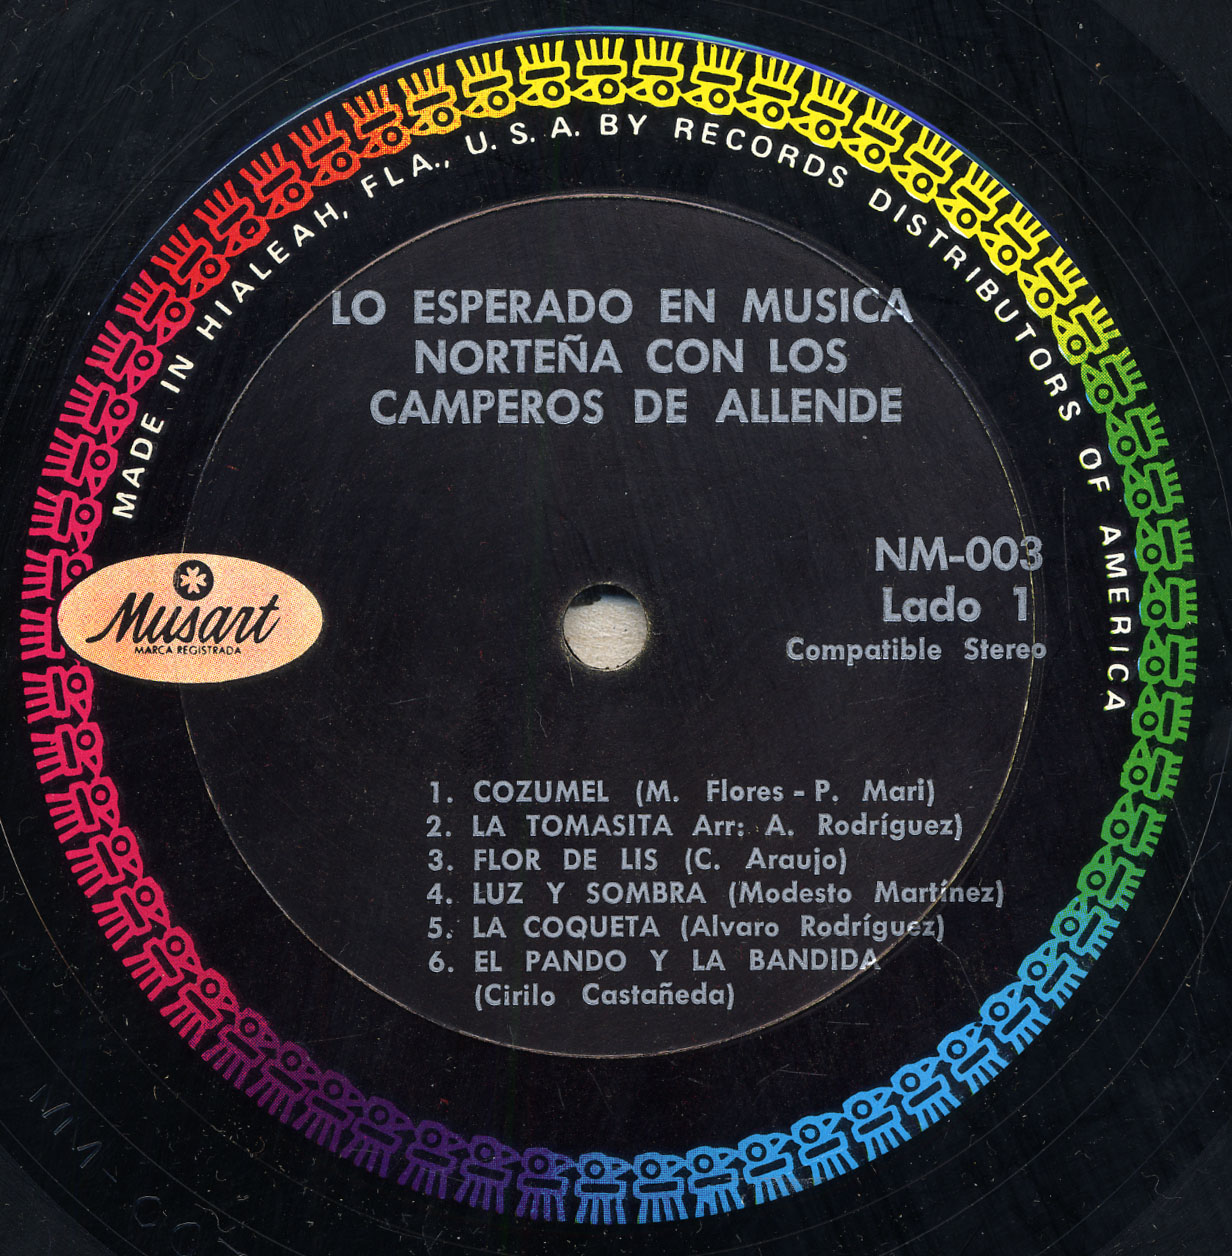 MADE IN HIALEAH, FLA., U.S.A. BY RECORDS DISTRIBUTORS OF AMERICA
LO ESPERADO EN MUSICA
NORTEÑA CON LOS
CAMPEROS DE ALLENDE
NM-003
Lado 1
Compatible Stereo
Musart
MARCA REGISTRADA
1. COZUMEL (M. Flores - P. Mari)
2. LA TOMASITA Arr: A. Rodríguez)
3. FLOR DE LIS (C. Araujo)
4. LUZ Y SOMBRA (Modesto Martínez)
5. LA COQUETA (Alvaro Rodríguez)
6. EL PANDO Y LA BANDIDA
(Cirilo Castañeda)